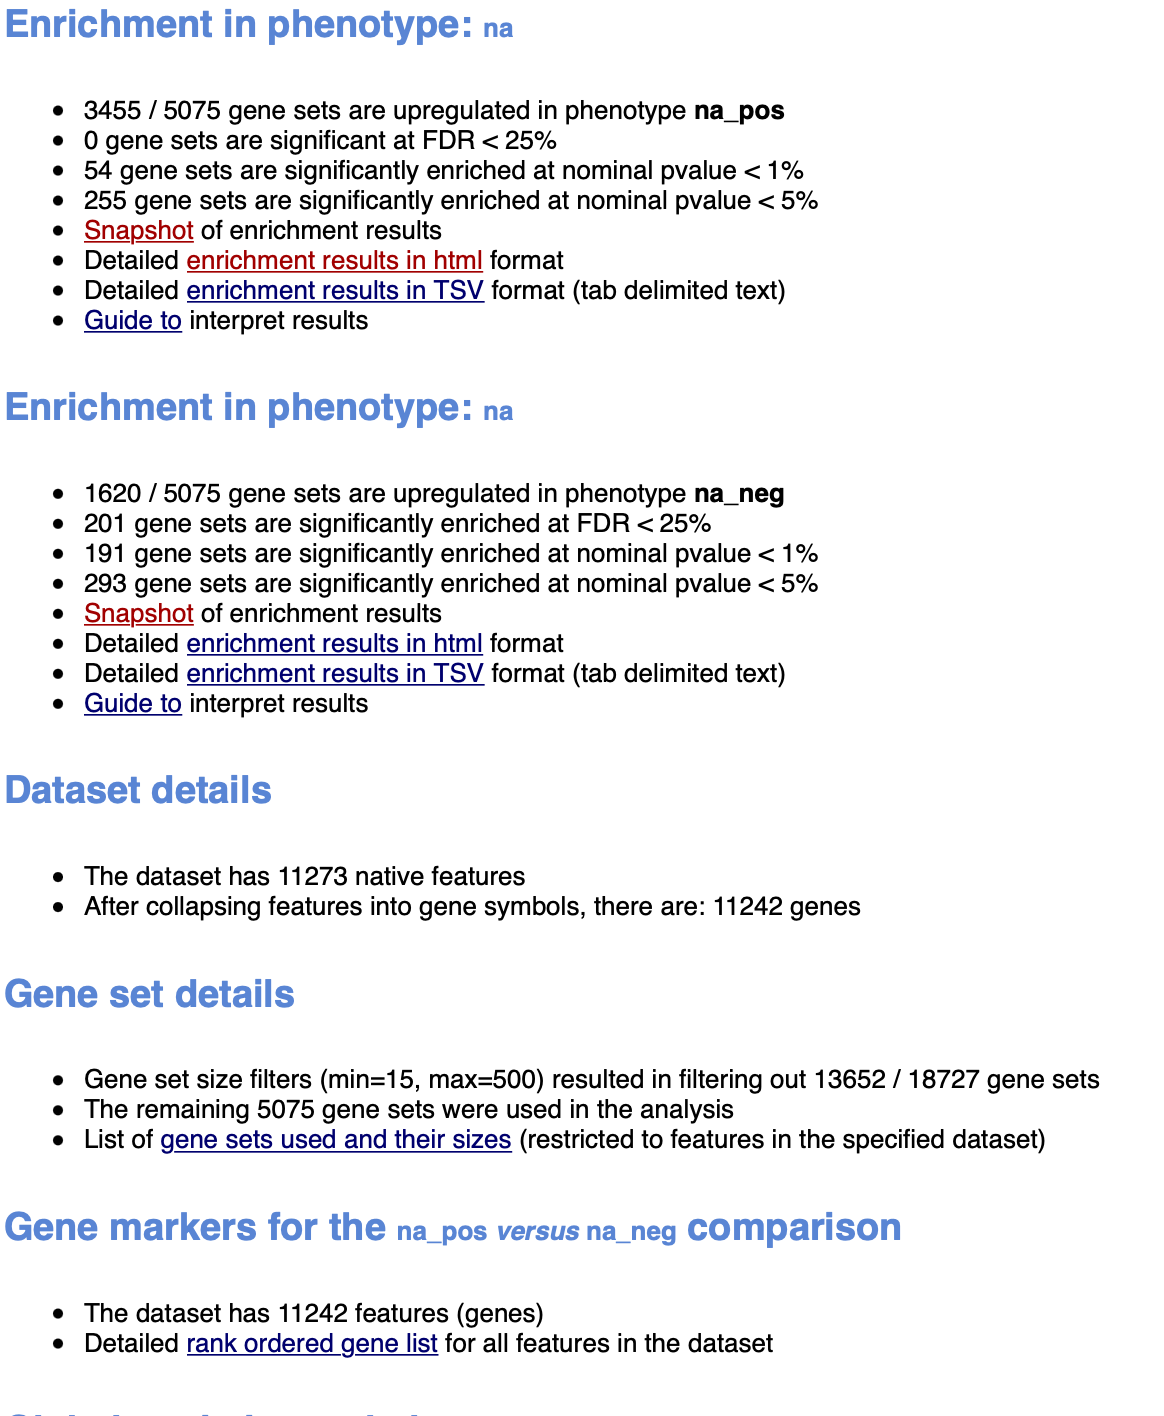 Enrichment in phenotype: na
3455 / 5075 gene sets are upregulated in phenotype na_pos
0 gene sets are significant at FDR < 25%
54 gene sets are significantly enriched at nominal pvalue < 1%
255 gene sets are significantly enriched at nominal pvalue < 5%
Snapshot of enrichment results
Detailed enrichment results in html format
Detailed enrichment results in TSV format (tab delimited text)
Guide to interpret results
Enrichment in phenotype: na
1620 / 5075 gene sets are upregulated in phenotype na_neg
201 gene sets are significantly enriched at FDR < 25%
191 gene sets are significantly enriched at nominal pvalue < 1%
293 gene sets are significantly enriched at nominal pvalue < 5%
Snapshot of enrichment results
Detailed enrichment results in html format
Detailed enrichment results in TSV format (tab delimited text)
Guide to interpret results
Dataset details
The dataset has 11273 native features
After collapsing features into gene symbols, there are: 11242 genes
Gene set details
Gene set size filters (min=15, max=500) resulted in filtering out 13652 / 18727 gene sets
The remaining 5075 gene sets were used in the analysis
List of gene sets used and their sizes (restricted to features in the specified dataset)
Gene markers for the na_pos versus na_neg comparison
The dataset has 11242 features (genes)
Detailed rank ordered gene list for all features in the dataset